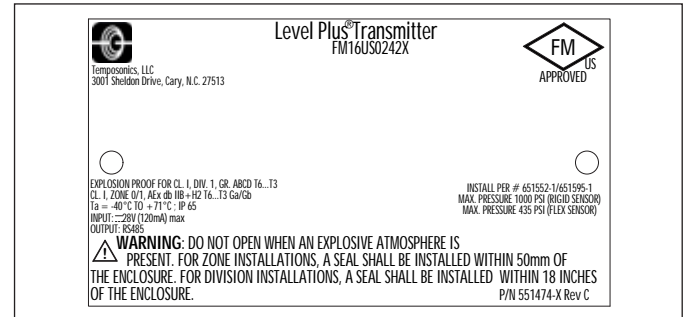 Level Plus® Transmitter
FM16US0242X
FM
US
APPROVED
Temposonics, LLC
3001 Sheldon Drive, Cary, N.C. 27513
EXPLOSION PROOF FOR CL. I, DIV. 1, GR. ABCD T6...T3
CL. I, ZONE 0/1, AEx db IIB+H2 T6...T3 Ga/Gb
Ta = -40°C TO +71°C ; IP 65
INPUT: ⎓28V (120mA) max
OUTPUT: RS485
INSTALL PER # 651552-1/651595-1
MAX. PRESSURE 1000 PSI (RIGID SENSOR)
MAX. PRESSURE 435 PSI (FLEX SENSOR)
WARNING: DO NOT OPEN WHEN AN EXPLOSIVE ATMOSPHERE IS
PRESENT. FOR ZONE INSTALLATIONS, A SEAL SHALL BE INSTALLED WITHIN 50mm OF
THE ENCLOSURE. FOR DIVISION INSTALLATIONS, A SEAL SHALL BE INSTALLED WITHIN 18 INCHES
OF THE ENCLOSURE.
P/N 551474-X Rev C